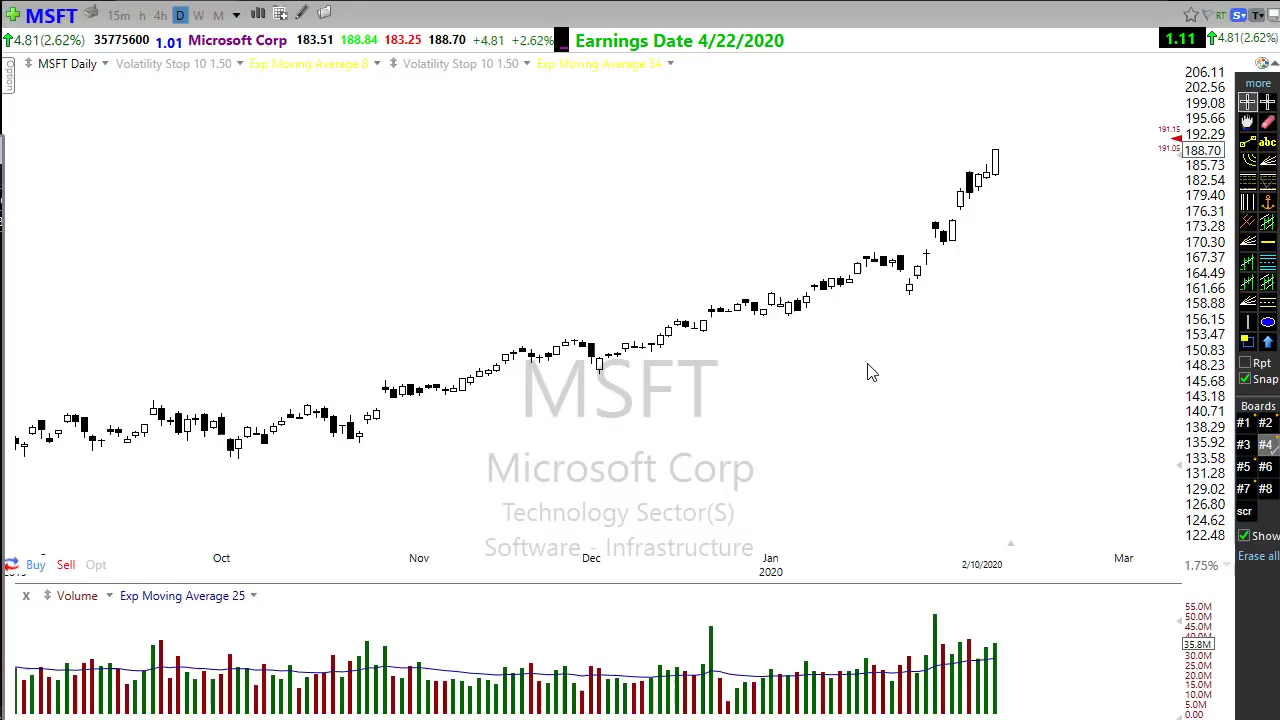 MSFT 15m h 4h D W M RT S T
4.81(2.62%) 35775600 1.01 Microsoft Corp 183.51 188.84 183.25 188.70 +4.81 +2.62% Earnings Date 4/22/2020 1.11 4.81(2.62%)
Option
MSFT Daily Volatility Stop 10 1.50 Exp Moving Average 8 Volatility Stop 10 1.50 Exp Moving Average 34
206.11
202.56
199.08
195.66
191.15
192.29
191.05
188.70
185.73
182.54
179.40
176.31
173.28
170.30
167.37
164.49
161.66
158.88
156.15
153.47
150.83
148.23
145.68
143.18
140.71
138.29
135.92
133.58
131.28
129.02
126.80
124.62
122.48
more
abc
Rpt
Snap
Boards
#1 #2
#3 #4
#5 #6
#7 #8
scr
Show
Erase all
MSFT
Microsoft Corp
Technology Sector(S)
Software - Infrastructure
Oct Nov Dec Jan 2/10/2020 Mar
2020
Buy Sell Opt 1.75%
x Volume Exp Moving Average 25
55.0M
50.0M
45.0M
40.0M
35.8M
30.0M
25.0M
20.0M
15.0M
10.0M
5.0M
0.00